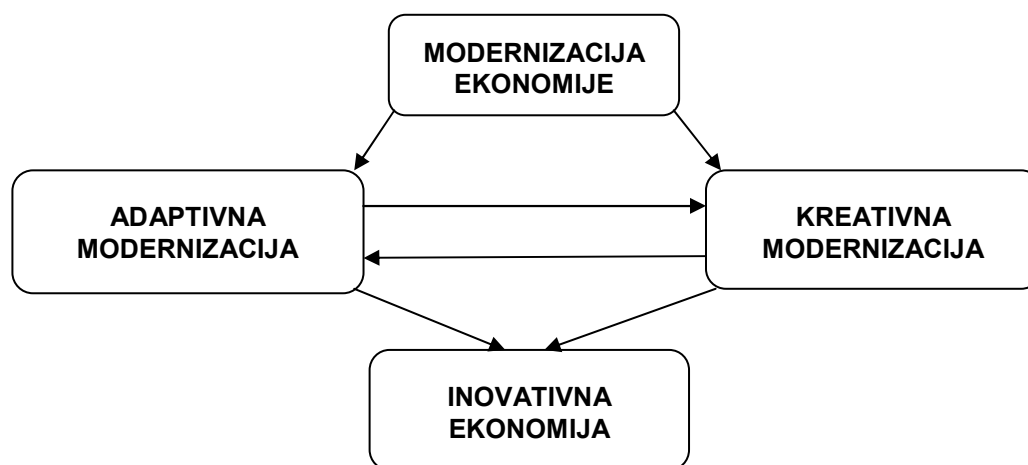 MODERNIZACIJA
EKONOMIJE
ADAPTIVNA
MODERNIZACIJA
KREATIVNA
MODERNIZACIJA
INOVATIVNA
EKONOMIJA